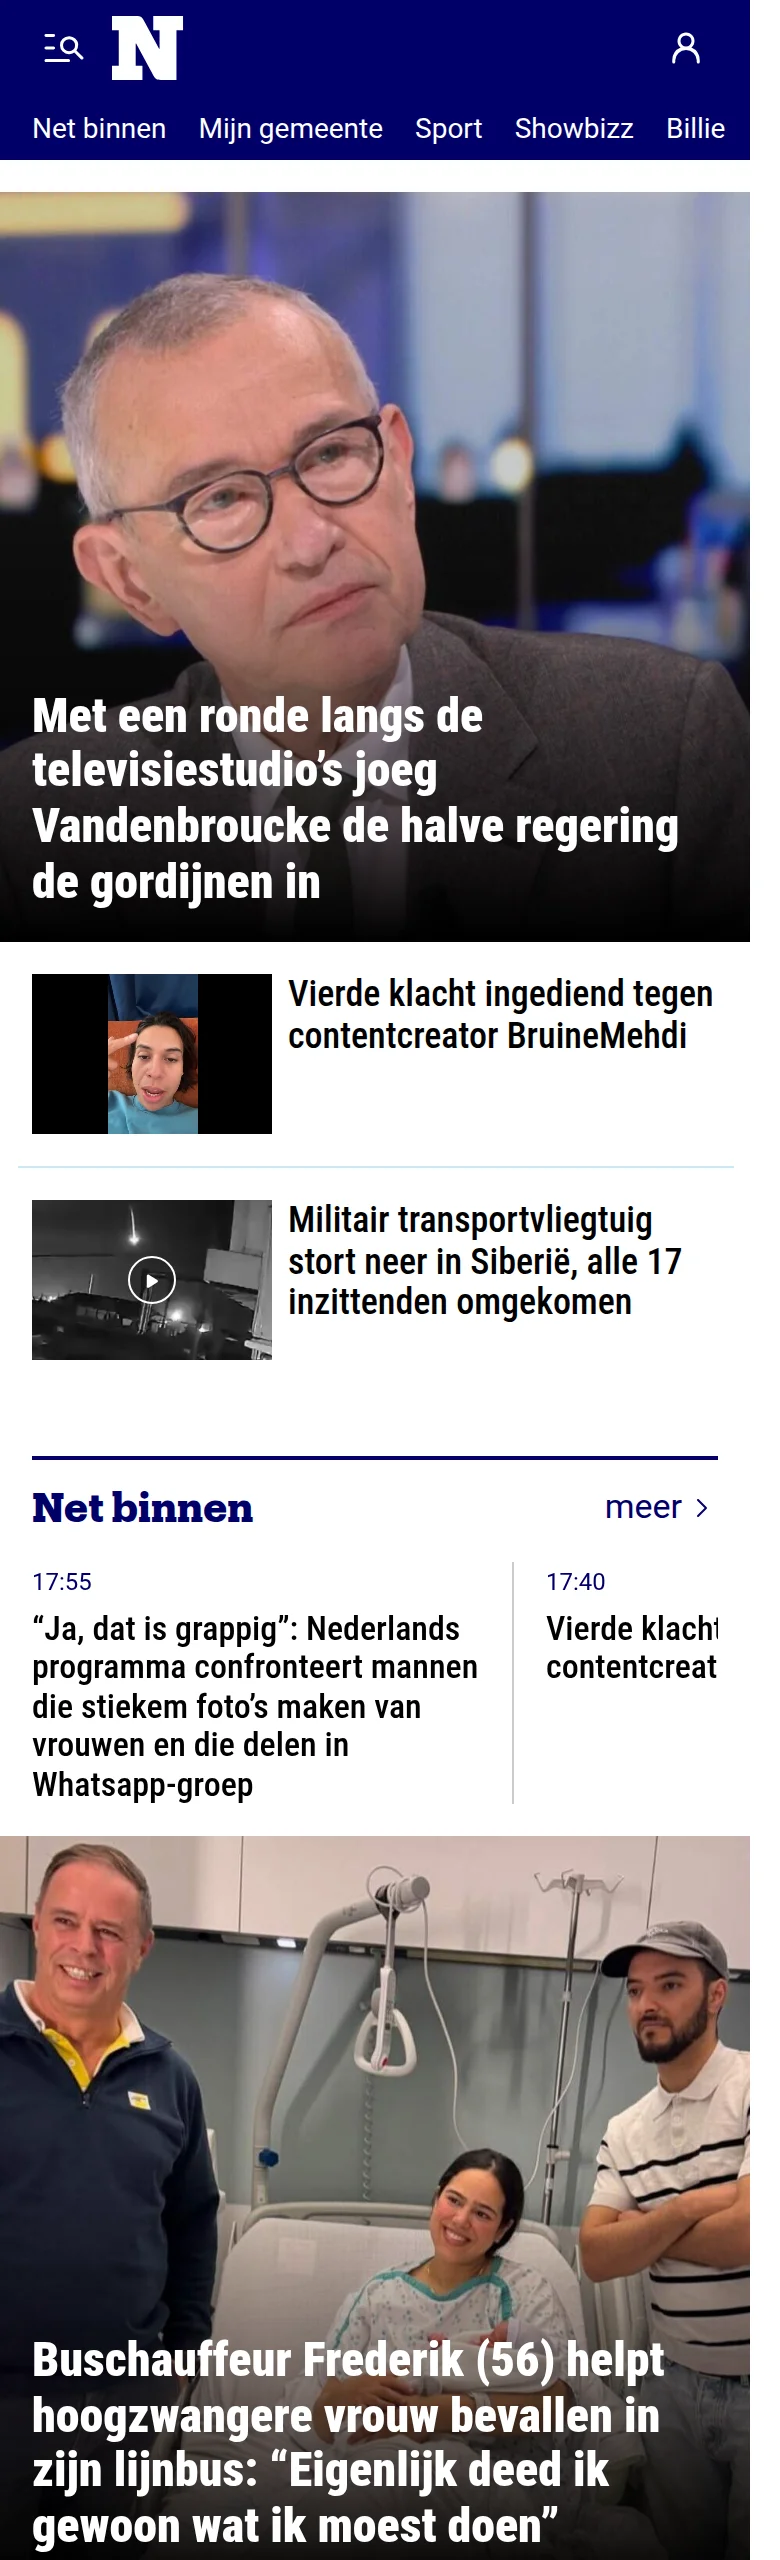 N
Net binnen Mijn gemeente Sport Showbizz Billie
Met een ronde langs de
televisiestudio’s joeg
Vandenbroucke de halve regering
de gordijnen in
Vierde klacht ingediend tegen
contentcreator BruineMehdi
Militair transportvliegtuig
stort neer in Siberië, alle 17
inzittenden omgekomen
Net binnen
meer
17:55
“Ja, dat is grappig”: Nederlands
programma confronteert mannen
die stiekem foto’s maken van
vrouwen en die delen in
Whatsapp-groep
17:40
Vierde klacht
contentcreat
Buschauffeur Frederik (56) helpt
hoogzwangere vrouw bevallen in
zijn lijnbus: “Eigenlijk deed ik
gewoon wat ik moest doen”